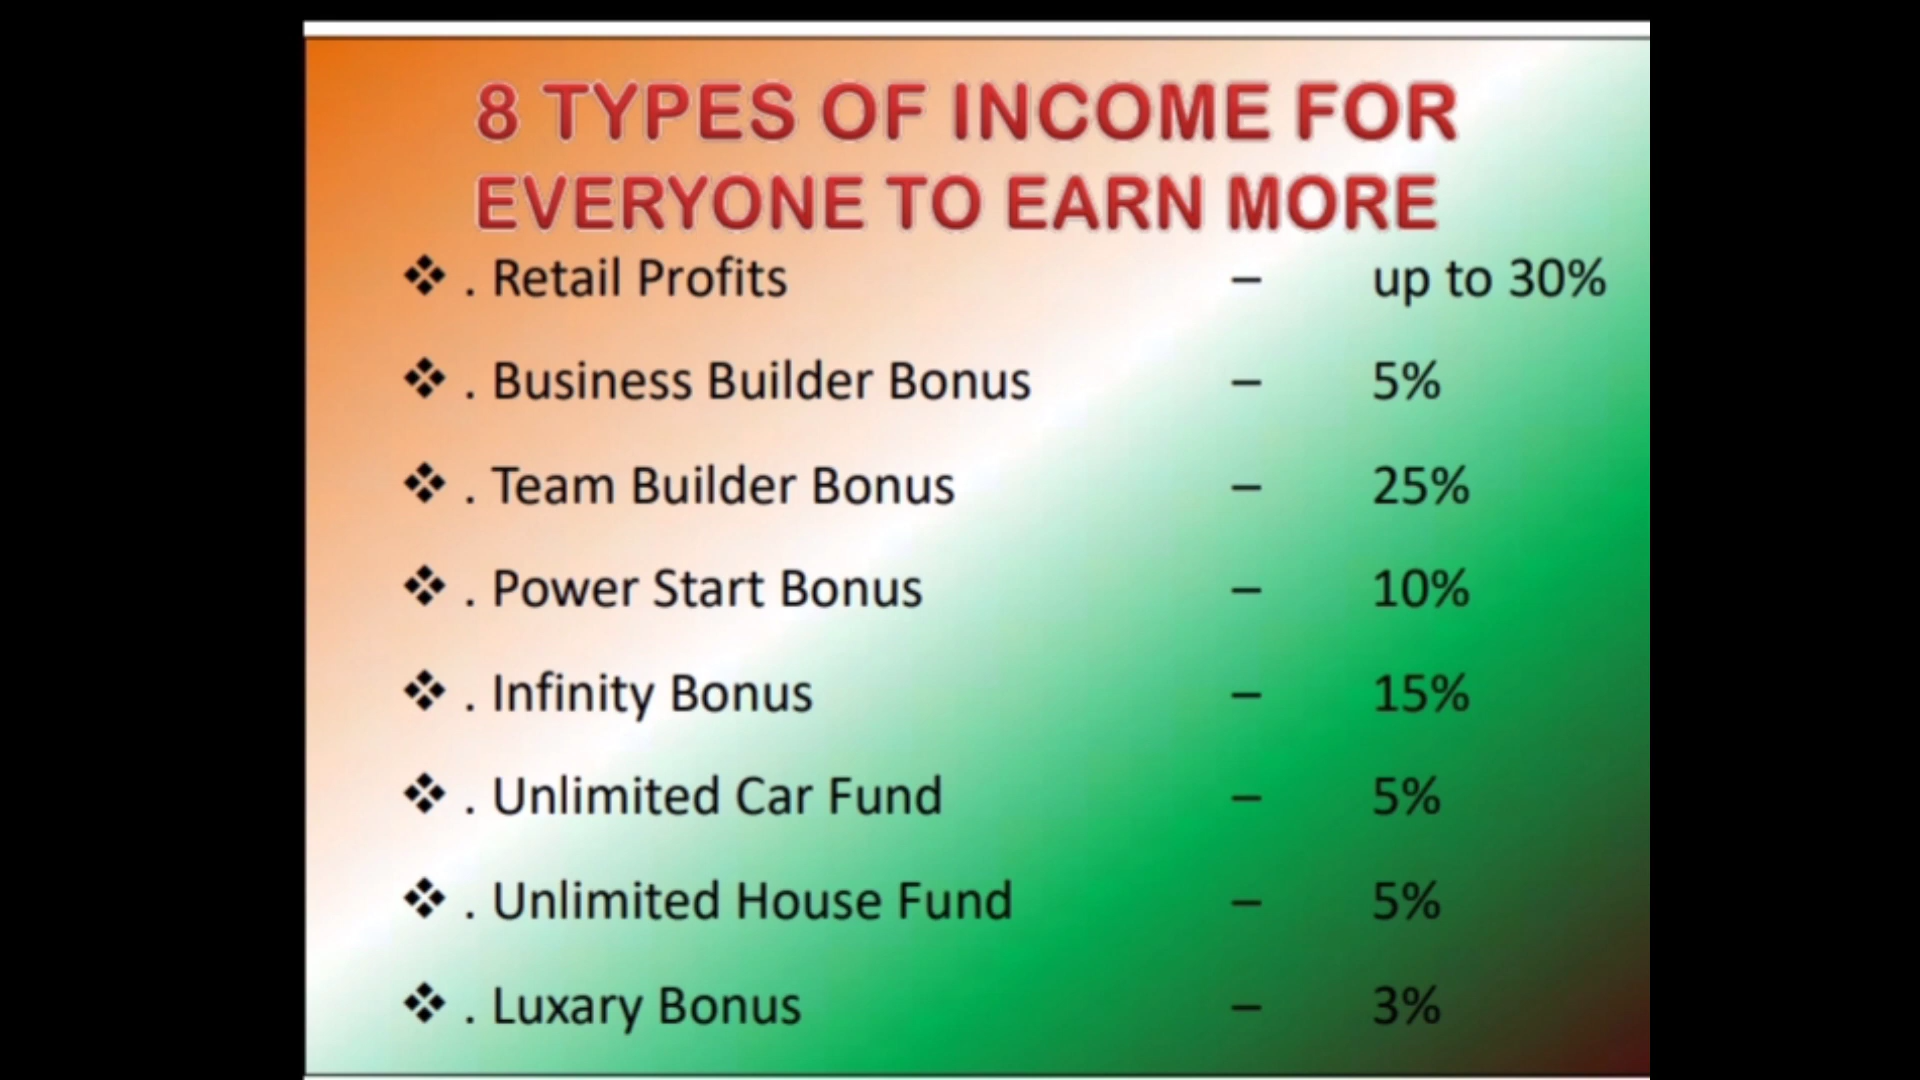 8 TYPES OF INCOME FOR
EVERYONE TO EARN MORE
❖ . Retail Profits – up to 30%
❖ . Business Builder Bonus – 5%
❖ . Team Builder Bonus – 25%
❖ . Power Start Bonus – 10%
❖ . Infinity Bonus – 15%
❖ . Unlimited Car Fund – 5%
❖ . Unlimited House Fund – 5%
❖ . Luxary Bonus – 3%